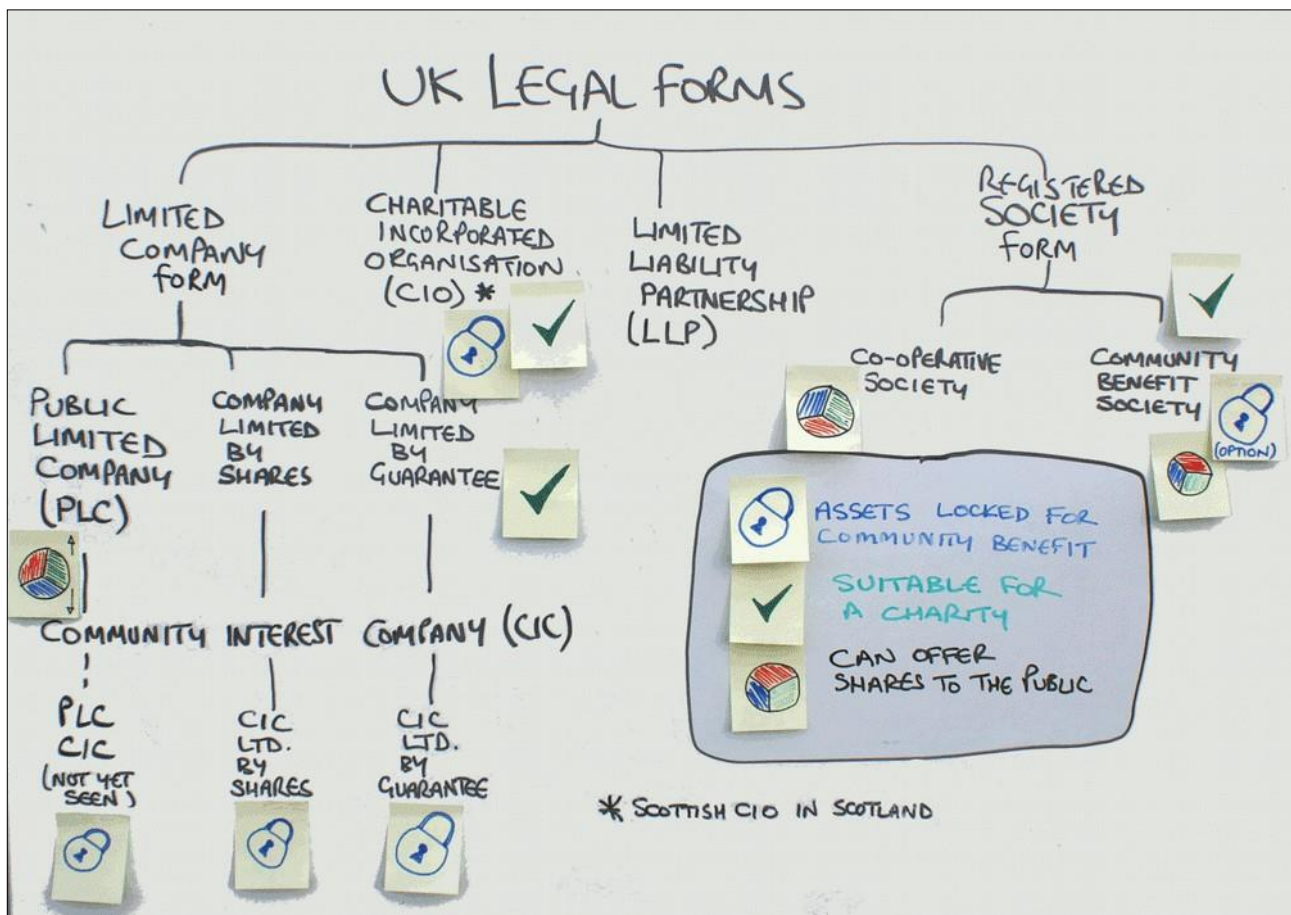 UK LEGAL FORMS
LIMITED
COMPANY
FORM
CHARITABLE
INCORPORATED
ORGANISATION
(CIO) *
LIMITED
LIABILITY
PARTNERSHIP
(LLP)
REGISTERED
SOCIETY
FORM
PUBLIC
LIMITED
COMPANY
(PLC)
COMPANY
LIMITED
BY
SHARES
COMPANY
LIMITED
BY
GUARANTEE
CO-OPERATIVE
SOCIETY
COMMUNITY
BENEFIT
SOCIETY
(OPTION)
COMMUNITY INTEREST COMPANY (CIC)
PLC
CIC
(NOT YET
SEEN)
CIC
LTD.
BY
SHARES
CIC
LTD.
BY
GUARANTEE
ASSETS LOCKED FOR
COMMUNITY BENEFIT
SUITABLE FOR
A CHARITY
CAN OFFER
SHARES TO THE PUBLIC
* SCOTTISH CIO IN SCOTLAND